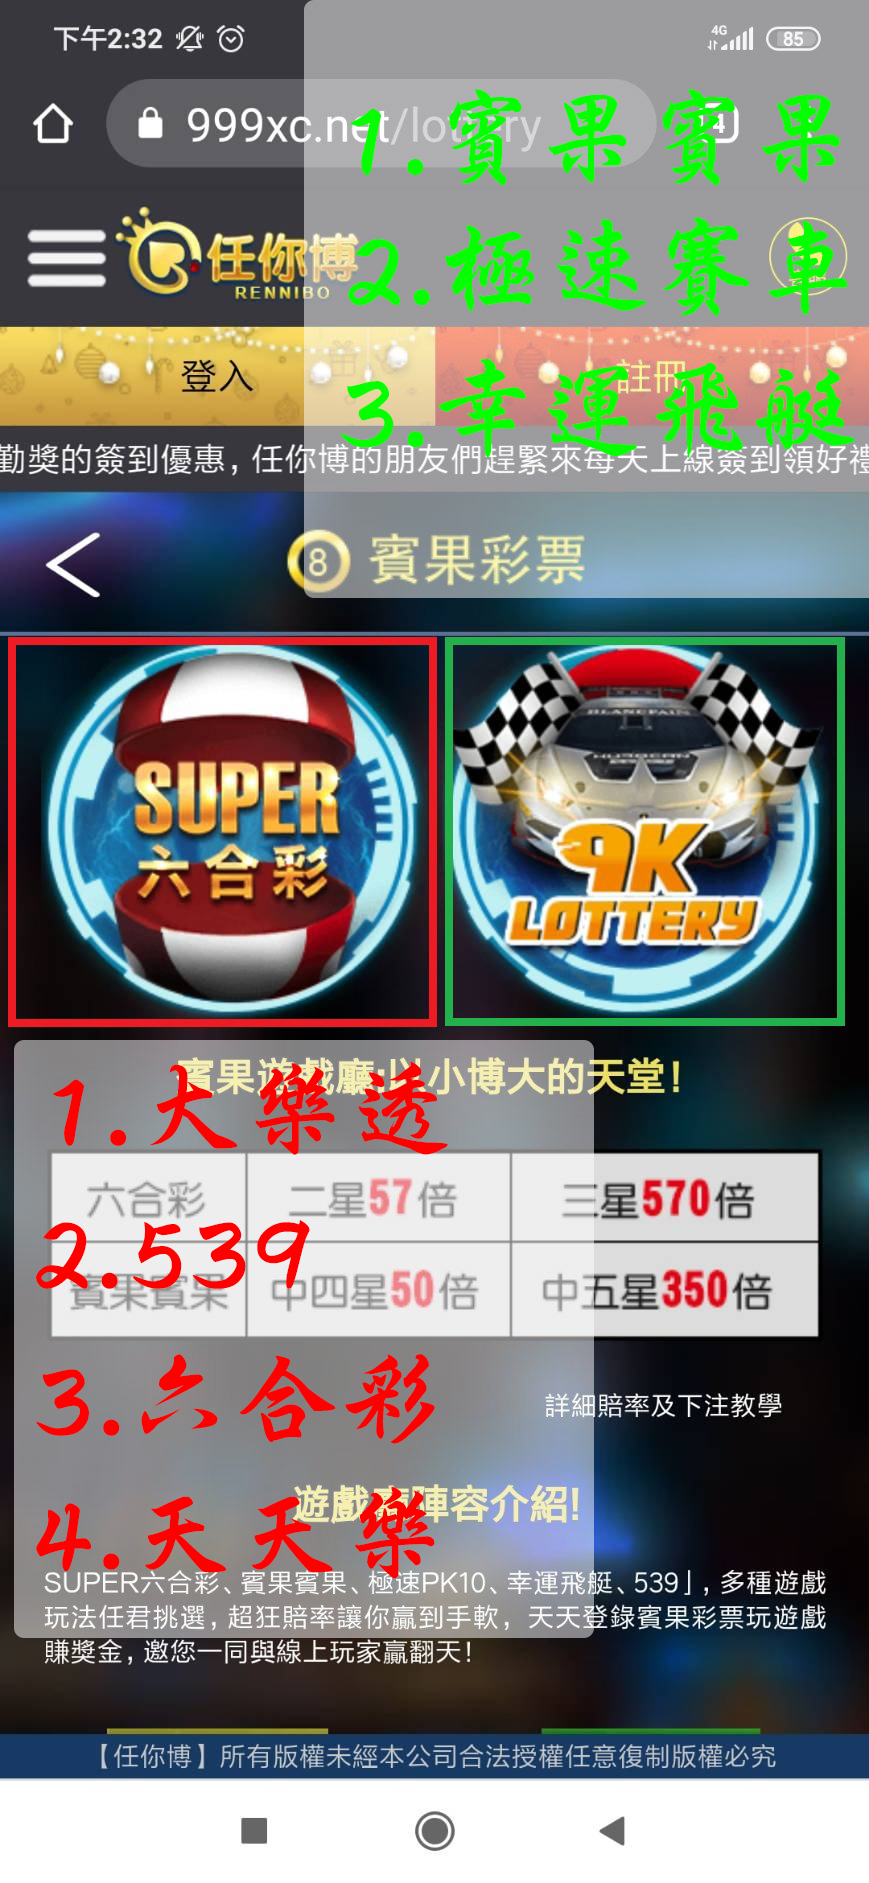 下午2:32
4G
85
999xc.net/lottery
1.賓果賓果
任你博
RENNIBO
2.極速賽車
登入
註冊
3.幸運飛艇
勤獎的簽到優惠，任你博的朋友們趕緊來每天上線簽到領好禮
8 賓果彩票
SUPER
六合彩
BLANCPAIN
9K
LOTTERY
賓果遊戲廳:以小博大的天堂！
1.大樂透
六合彩 二星57倍 三星570倍
2.539
賓果賓果 中四星50倍 中五星350倍
3.六合彩
詳細賠率及下注教學
遊戲陣容介紹!
4.天天樂
SUPER六合彩、賓果賓果、極速PK10、幸運飛艇、539」，多種遊戲
玩法任君挑選，超狂賠率讓你贏到手軟，天天登錄賓果彩票玩遊戲
賺獎金，邀您一同與線上玩家贏翻天！
【任你博】所有版權未經本公司合法授權任意復制版權必究